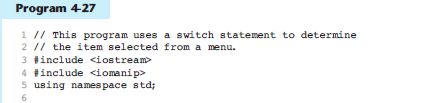 Program 4-27
1 // This program uses a switch statement to determine
2 // the item selected from a menu.
3 #include <iostream>
4 #include <iomanip>
5 using namespace std;
6